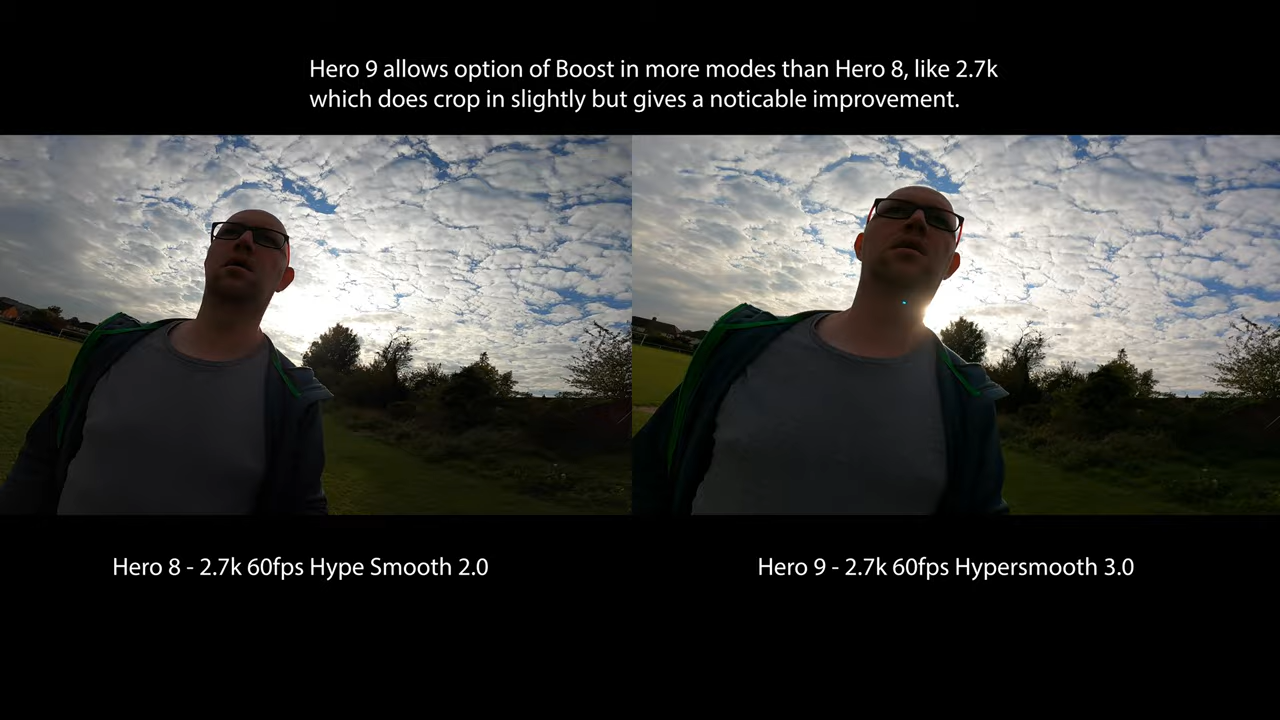 Hero 9 allows option of Boost in more modes than Hero 8, like 2.7k
which does crop in slightly but gives a noticable improvement.
Hero 8 - 2.7k 60fps Hype Smooth 2.0
Hero 9 - 2.7k 60fps Hypersmooth 3.0